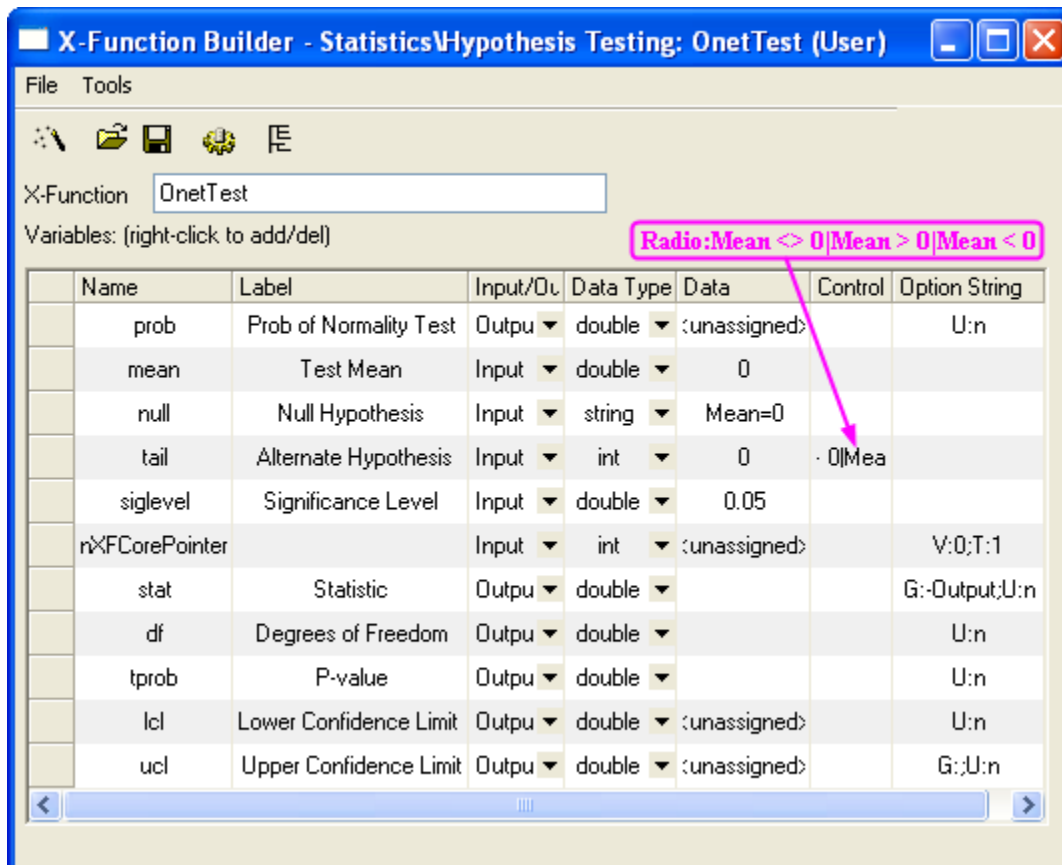 X-Function Builder - Statistics\Hypothesis Testing: OnetTest (User)
File Tools
X-Function OnetTest
Variables: (right-click to add/del)
Radio:Mean <> 0|Mean > 0|Mean < 0
Name Label Input/Ou Data Type Data Control Option String
prob Prob of Normality Test Outpu double <unassigned> U:n
mean Test Mean Input double 0
null Null Hypothesis Input string Mean=0
tail Alternate Hypothesis Input int 0 · 0|Mea
siglevel Significance Level Input double 0.05
nXFCorePointer Input int <unassigned> V:0;T:1
stat Statistic Outpu double G:-Output;U:n
df Degrees of Freedom Outpu double U:n
tprob P-value Outpu double U:n
lcl Lower Confidence Limit Outpu double <unassigned> U:n
ucl Upper Confidence Limit Outpu double <unassigned> G:;U:n